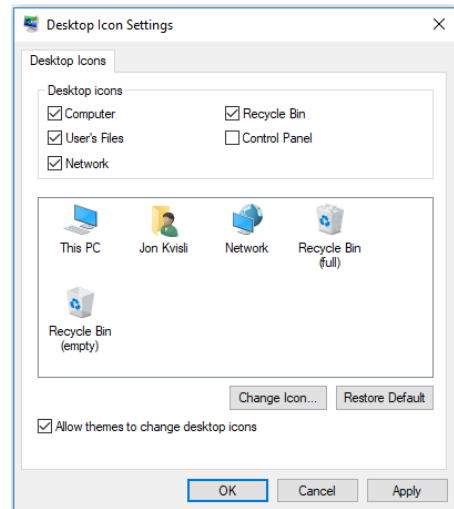 Desktop Icon Settings
Desktop Icons
Desktop icons
Computer
Recycle Bin
User's Files
Control Panel
Network
This PC
Jon Kvisli
Network
Recycle Bin
(full)
Recycle Bin
(empty)
Change Icon...
Restore Default
Allow themes to change desktop icons
OK
Cancel
Apply